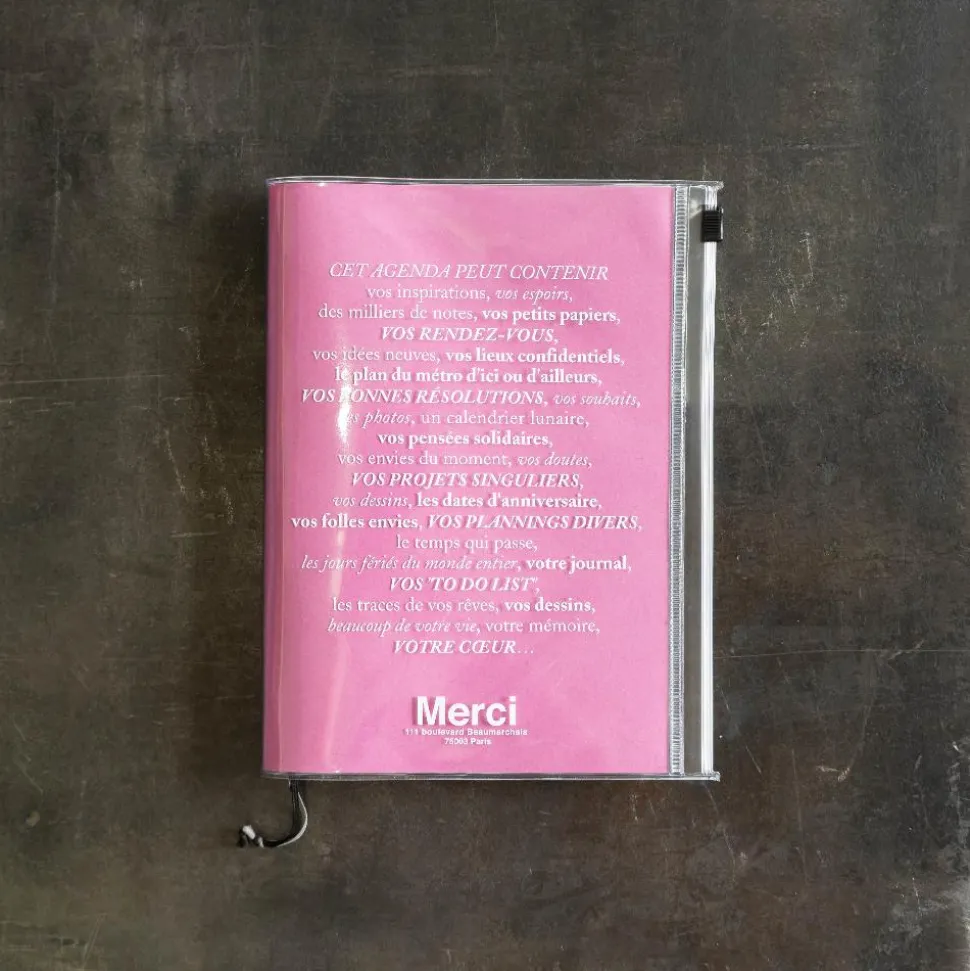 CET AGENDA PEUT CONTENIR
vos inspirations, vos espoirs,
des milliers de notes, vos petits papiers,
VOS RENDEZ-VOUS,
vos idées neuves, vos lieux confidentiels,
le plan du métro d'ici ou d'ailleurs,
VOS BONNES RÉSOLUTIONS, vos souhaits,
les photos, un calendrier lunaire,
vos pensées solidaires,
vos envies du moment, vos doutes,
VOS PROJETS SINGULIERS,
vos dessins, les dates d'anniversaire,
vos folles envies, VOS PLANNINGS DIVERS,
le temps qui passe,
les jours fériés du monde entier, votre journal,
VOS 'TO DO LIST',
les traces de vos rêves, vos dessins,
beaucoup de votre vie, votre mémoire,
VOTRE CŒUR...
Merci
111 boulevard Beaumarchais
75003 Paris